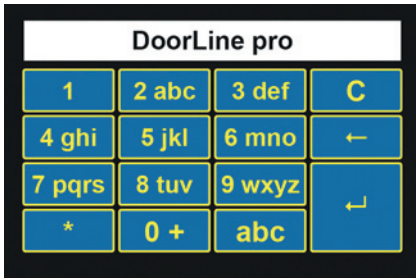 DoorLine pro
1 2 abc 3 def C
4 ghi 5 jkl 6 mno ←
7 pqrs 8 tuv 9 wxyz ↵
* 0 + abc